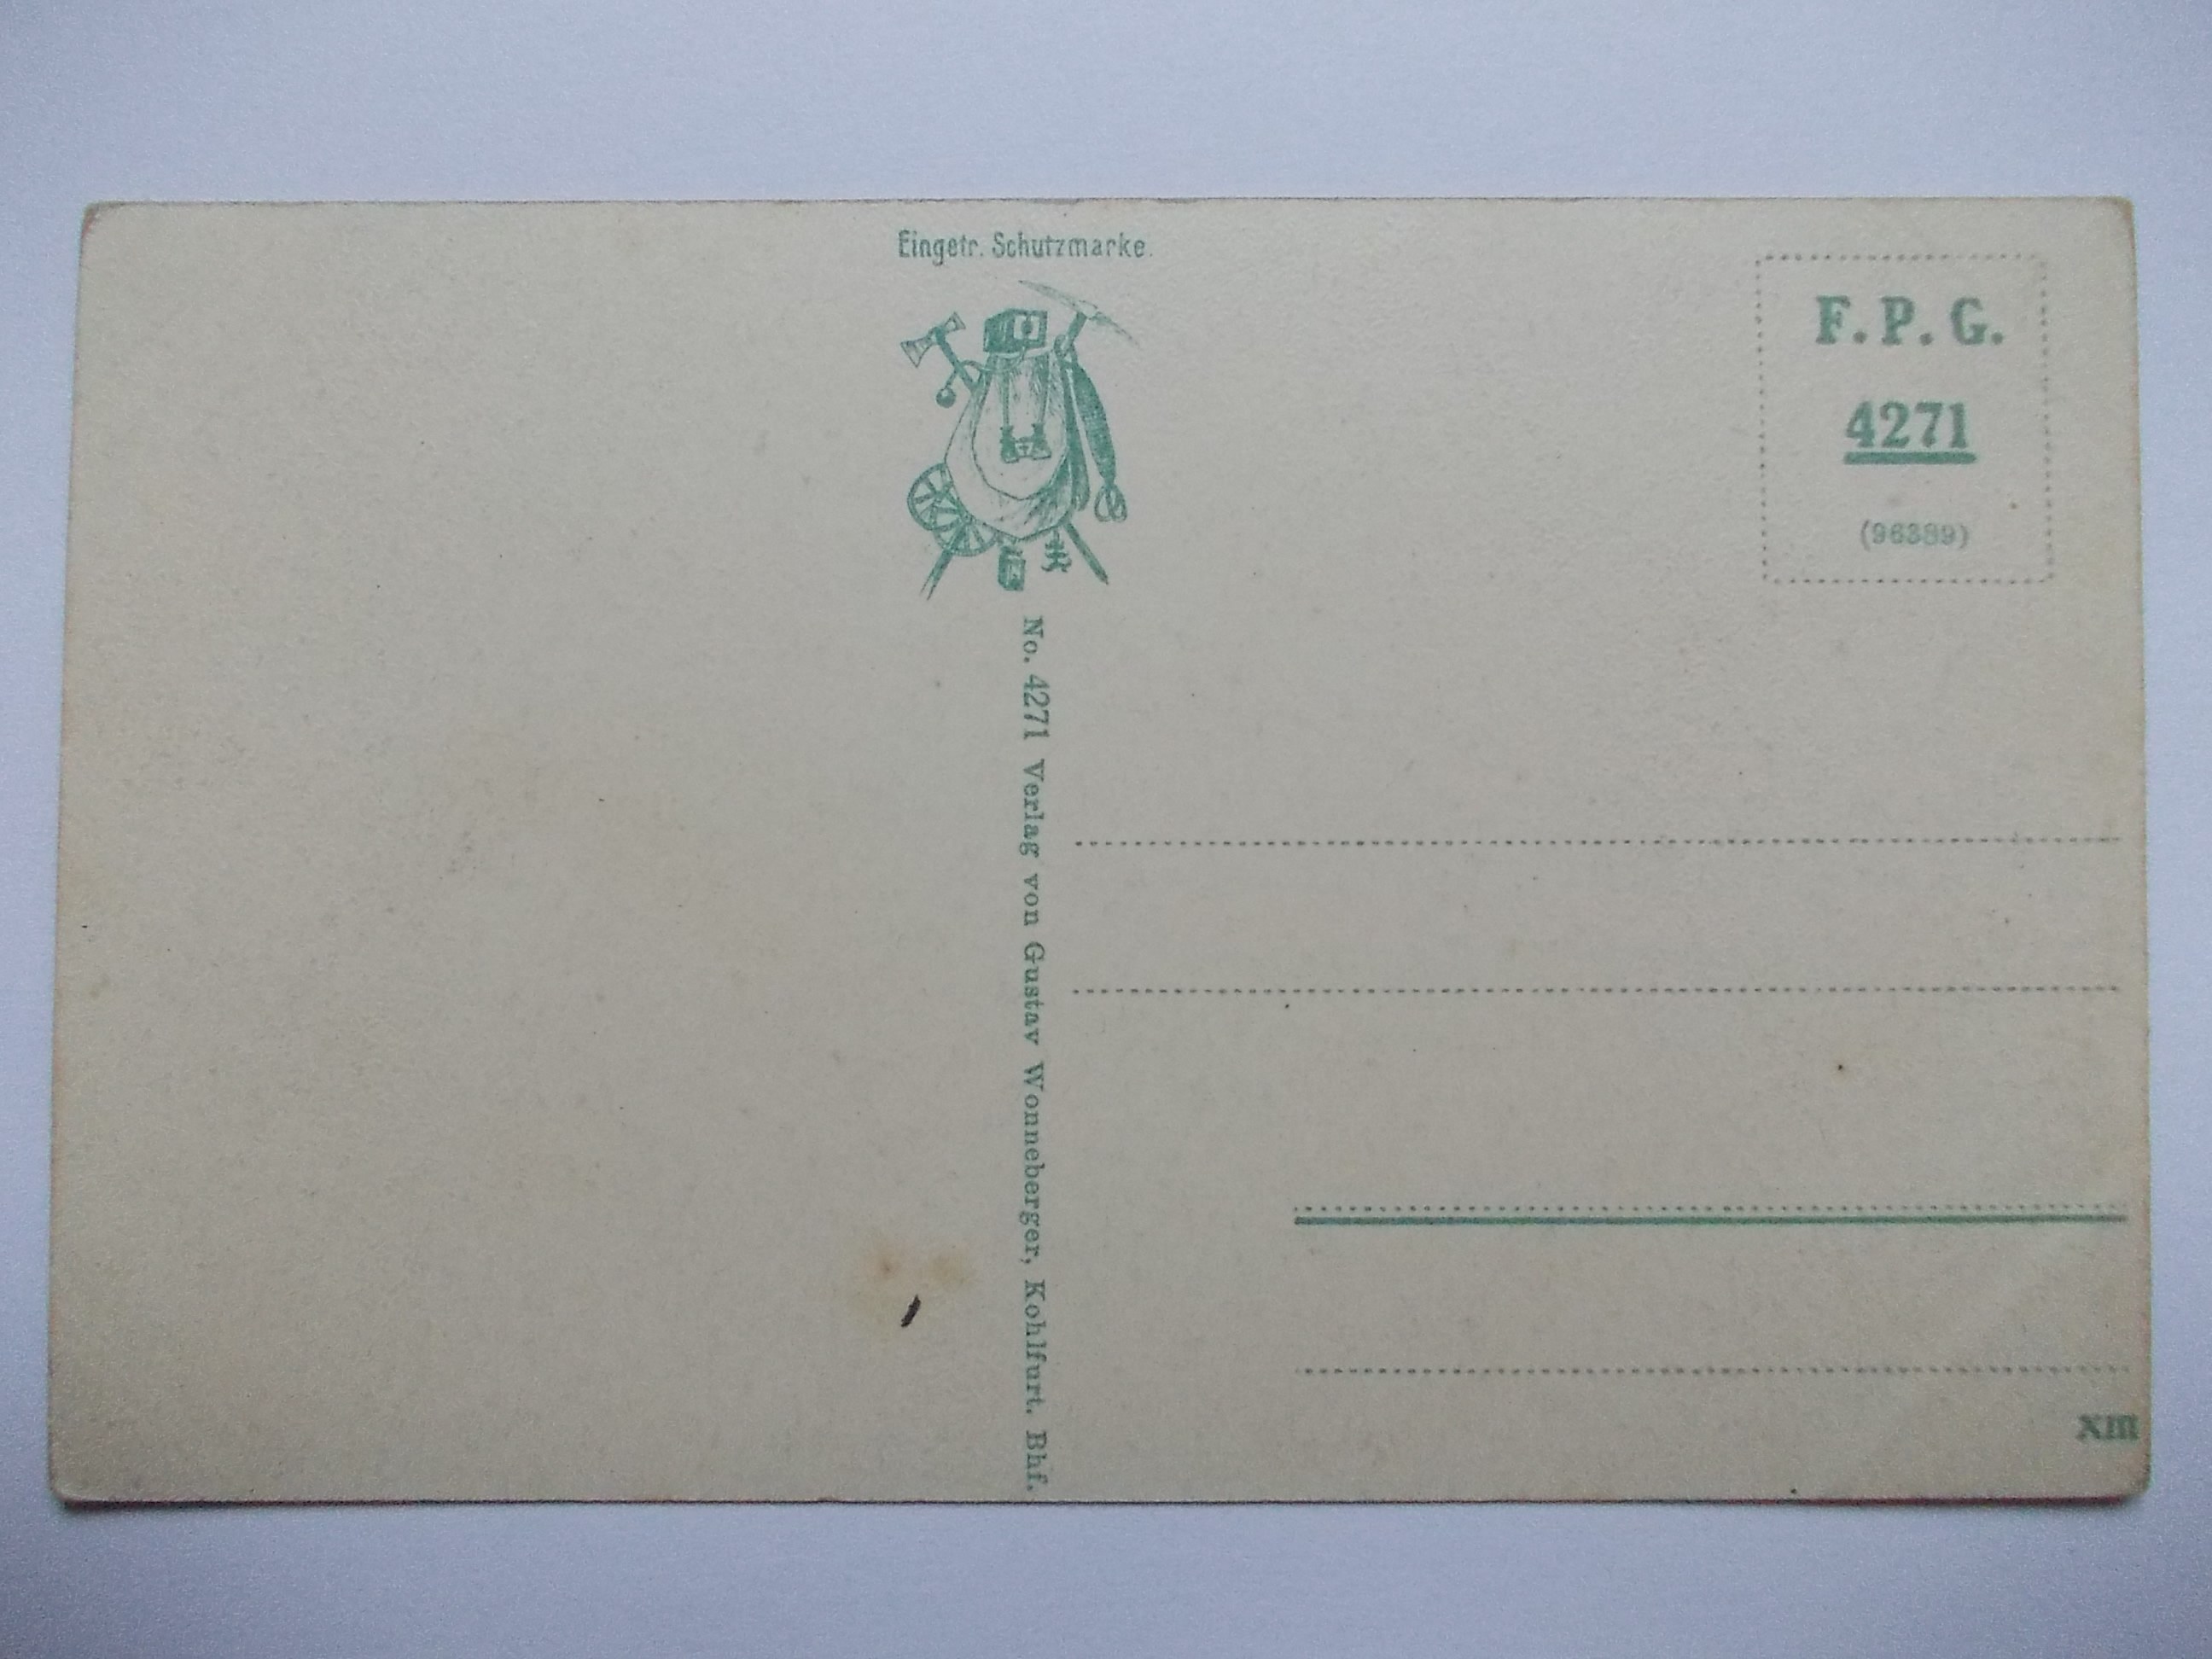 Eingetr. Schutzmarke.
F. P. G.
4271
(96389)
No. 4271 Verlag von Gustav Wonneberger, Kohlfurt. Bhf.
XIII